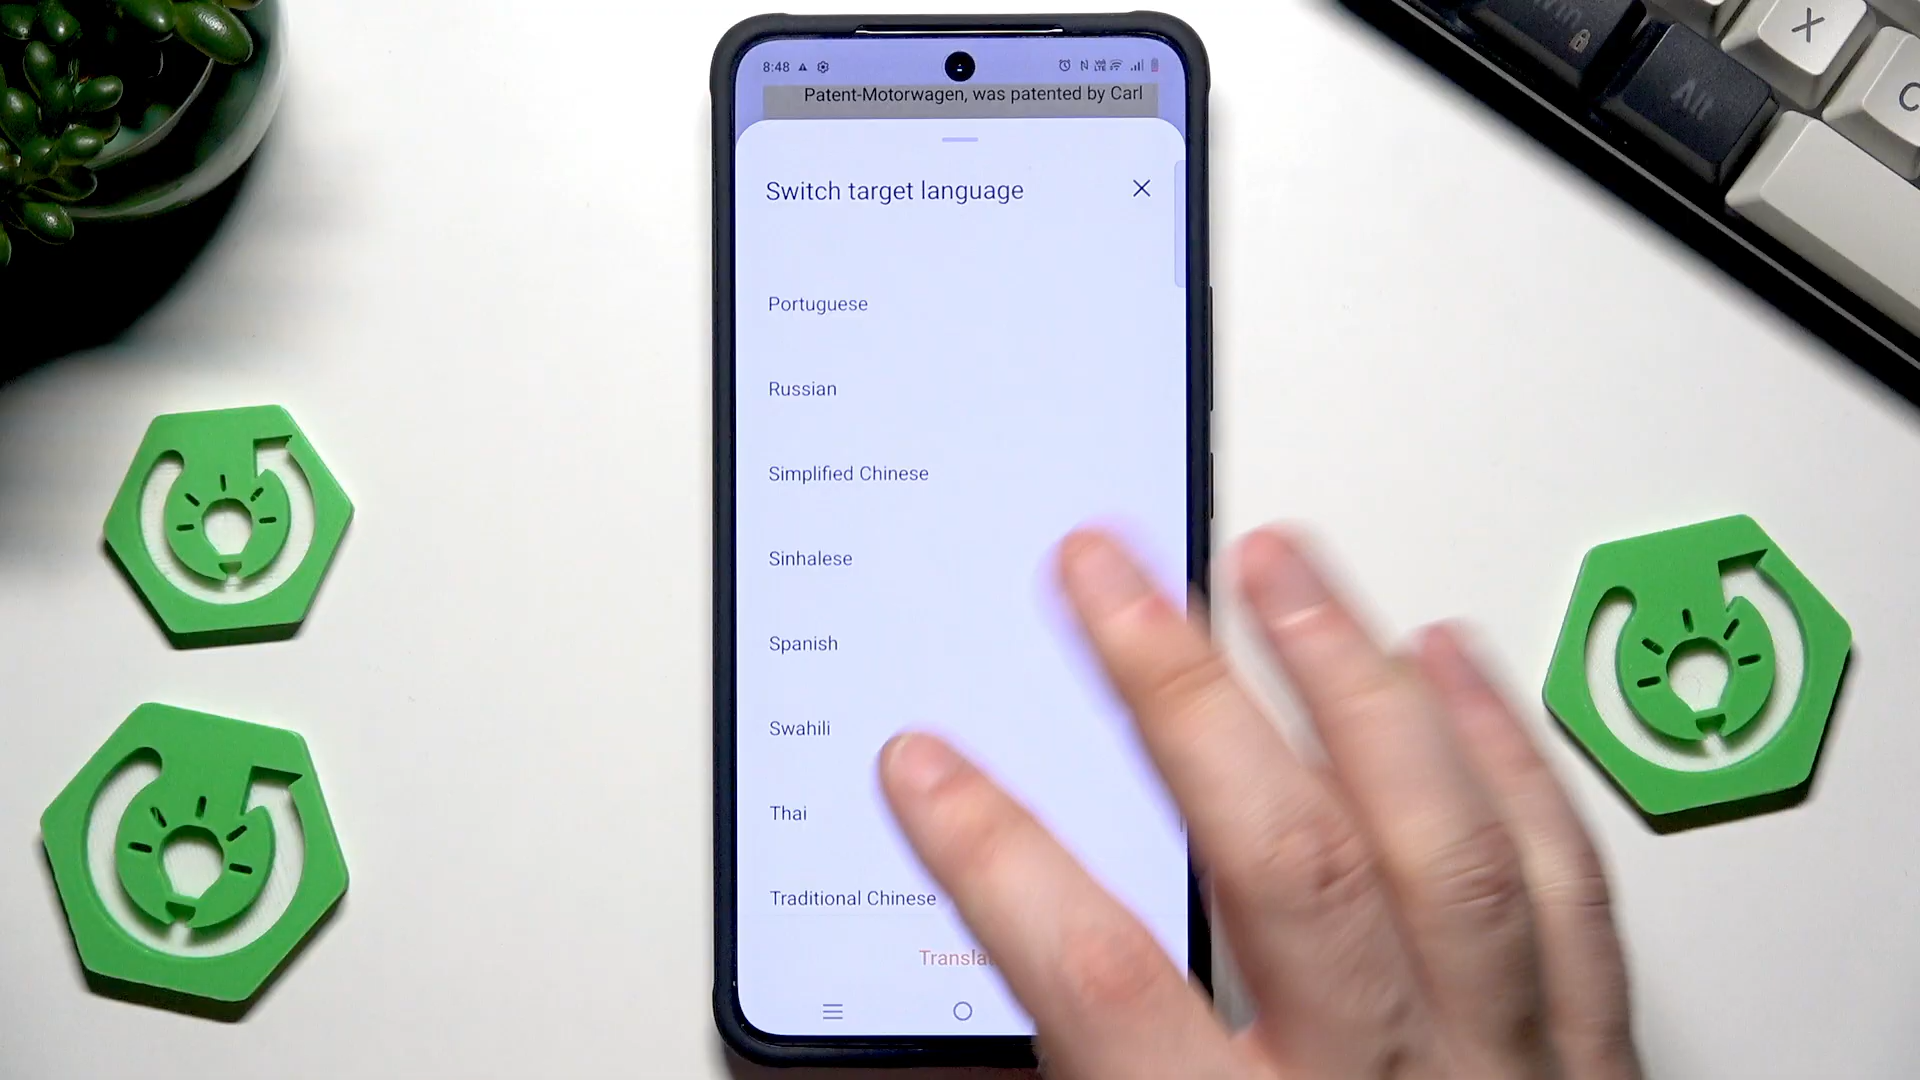 8:48
Patent-Motorwagen, was patented by Carl
Switch target language
Portuguese
Russian
Simplified Chinese
Sinhalese
Spanish
Swahili
Thai
Traditional Chinese
Alt
X
C